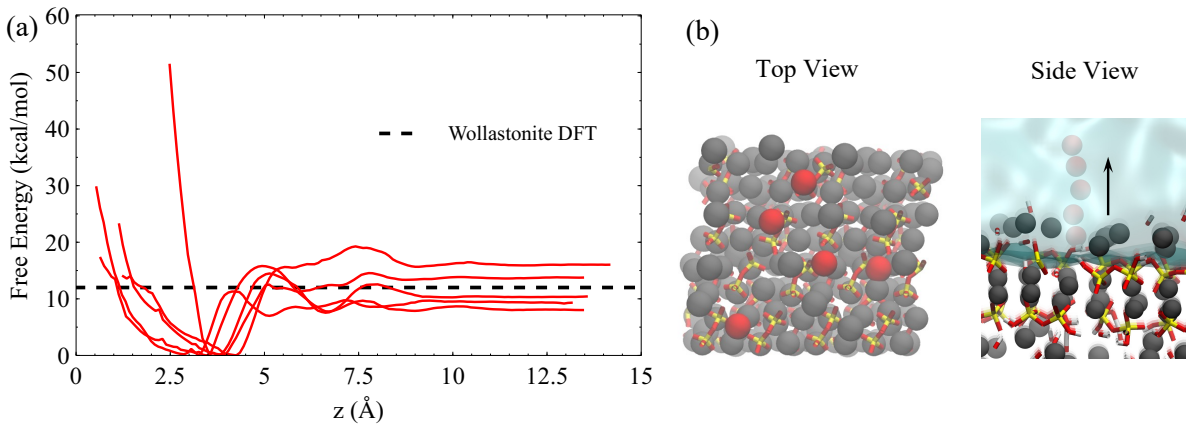 (a)
60
50
40
30
20
10
0
Free Energy (kcal/mol)
Wollastonite DFT
0
2.5
5
7.5
10
12.5
15
z (Å)
(b)
Top View
Side View